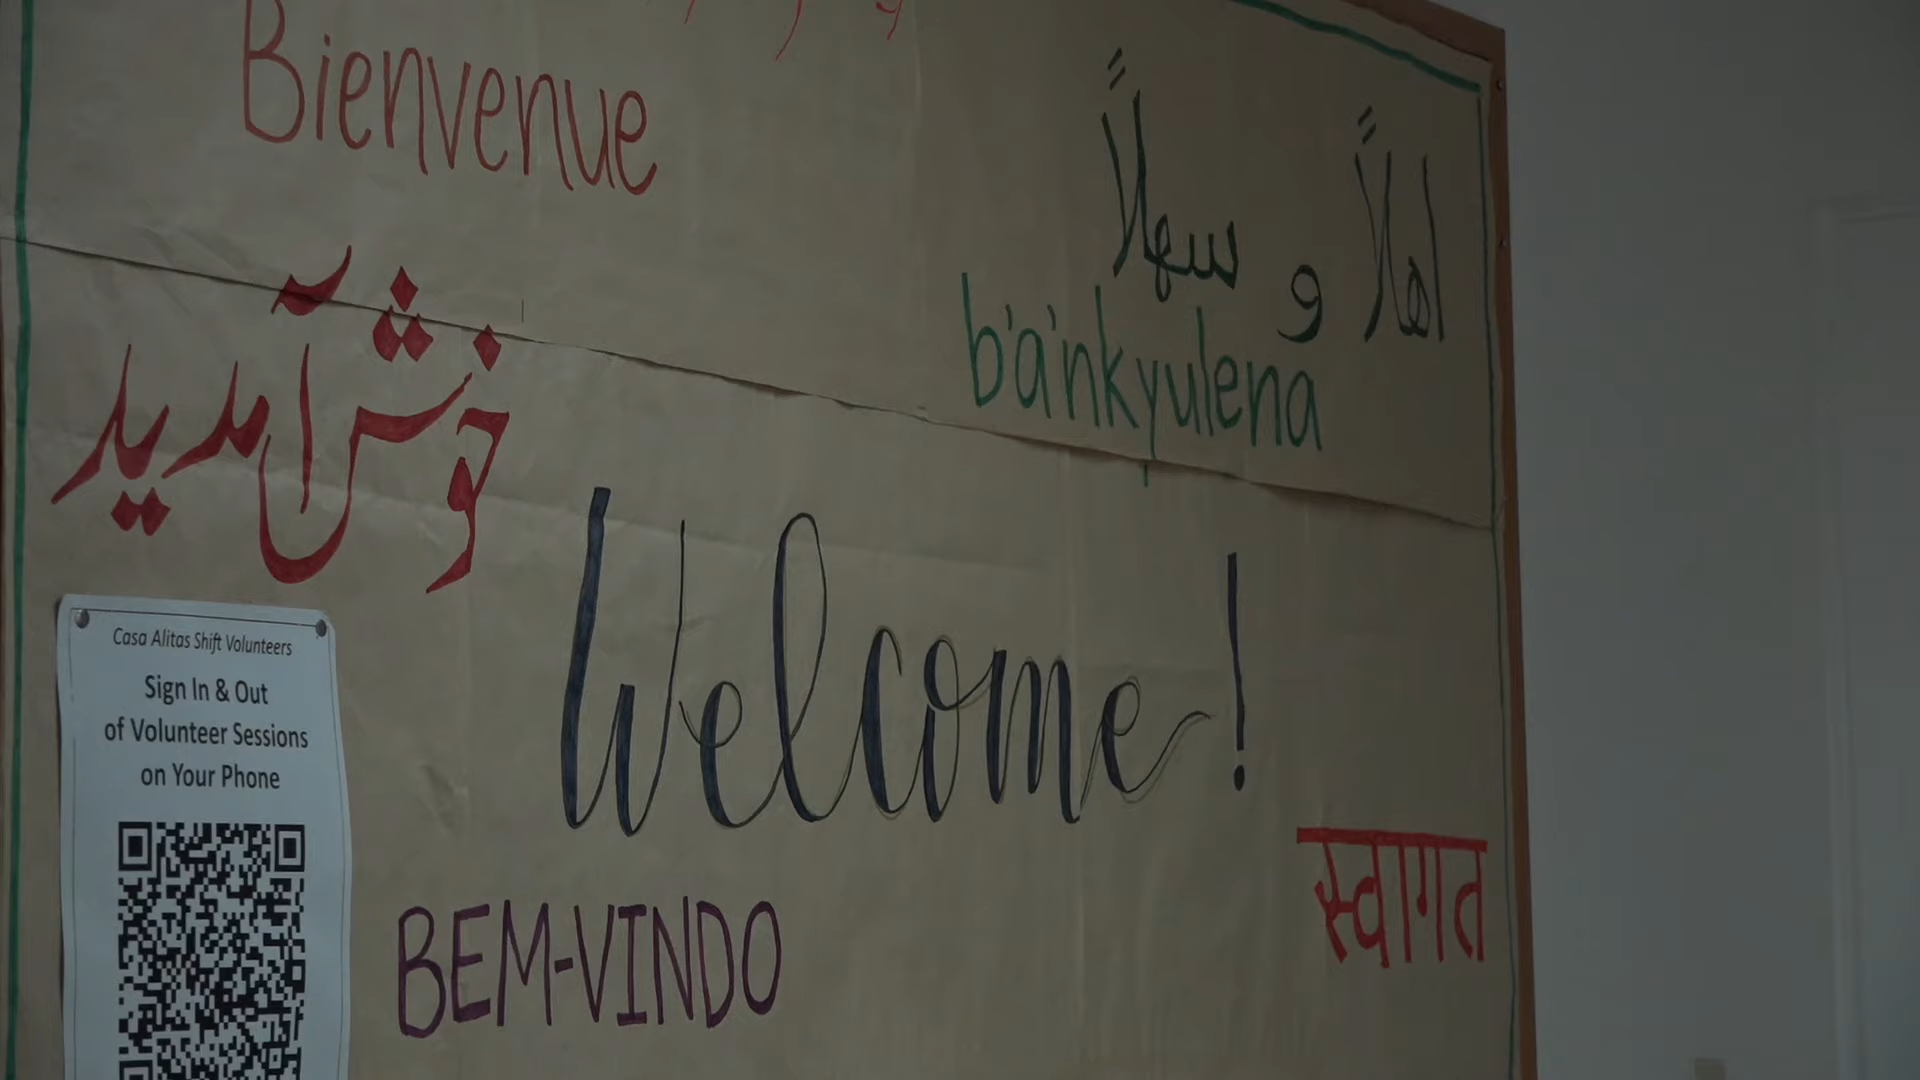 Bienvenue
اهلاً و سهلاً
b'a'nkyulena
خوش آمدید
Welcome!
Casa Alitas Shift Volunteers
Sign In & Out
of Volunteer Sessions
on Your Phone
BEM-VINDO
स्वागत